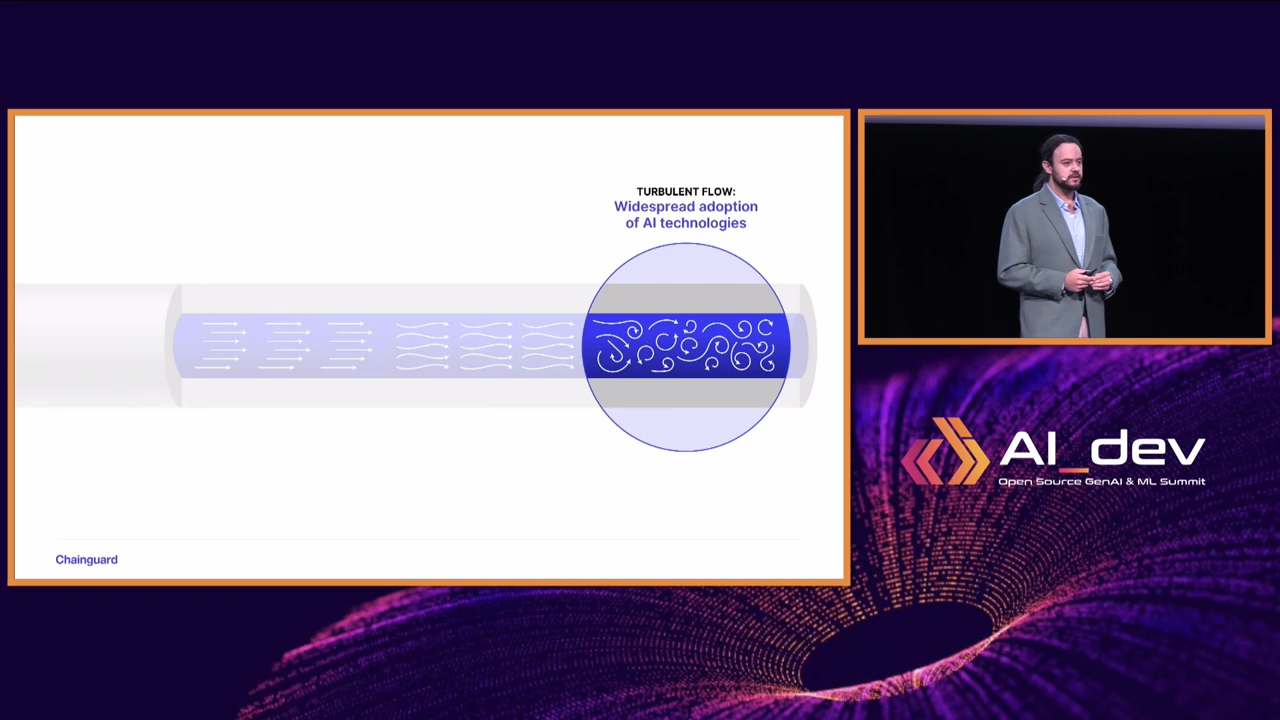 TURBULENT FLOW:
Widespread adoption
of AI technologies
Chainguard
AI_dev
Open Source GenAI & ML Summit